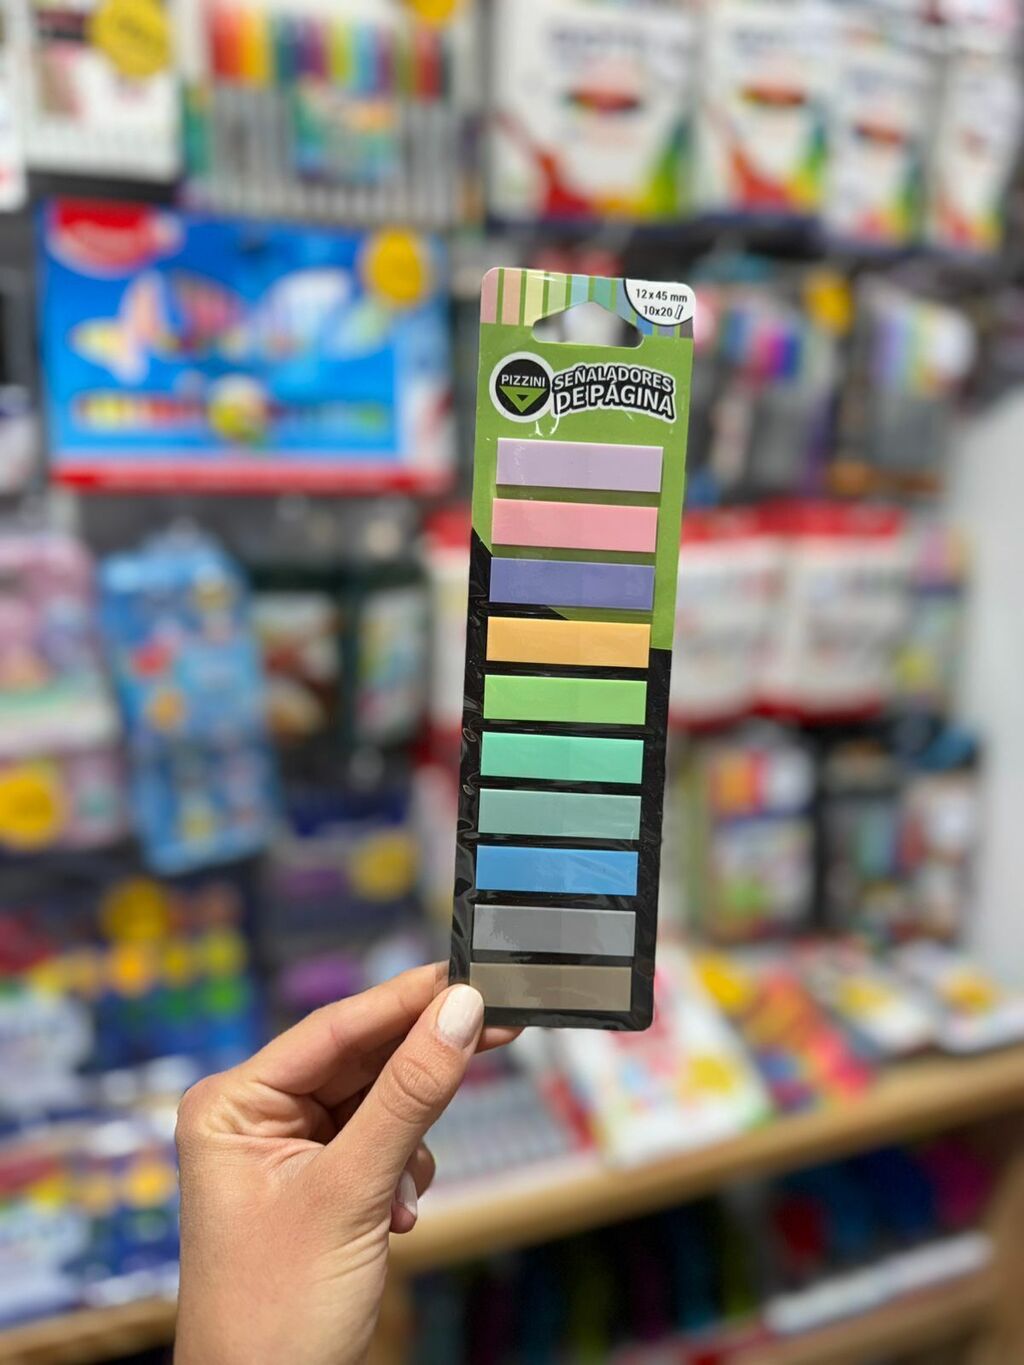 12 x 45 mm
10x20
PIZZINI
SEÑALADORES
DE PÁGINA